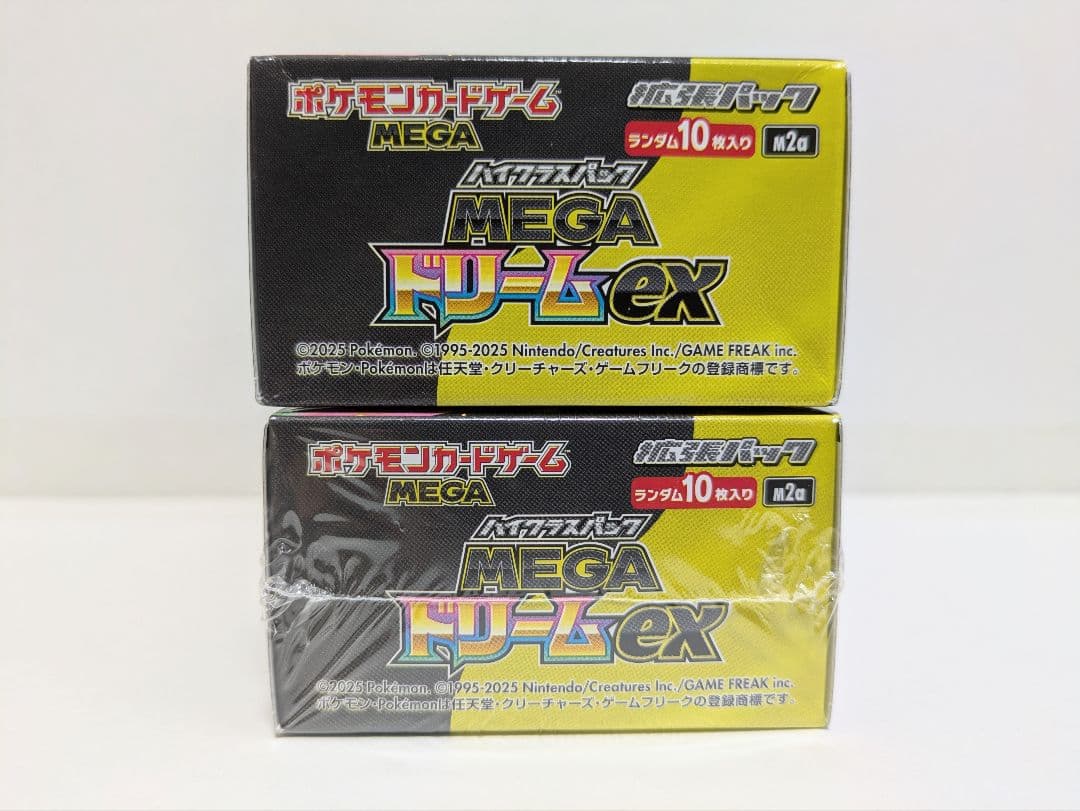 ポケモンカードゲーム
MEGA
拡張パック
ランダム10枚入り M2a
ハイクラスパック
MEGA
ドリームex
©2025 Pokémon. ©1995-2025 Nintendo/Creatures Inc./GAME FREAK inc.
ポケモン・Pokémonは任天堂・クリーチャーズ・ゲームフリークの登録商標です。
ポケモンカードゲーム
MEGA
拡張パック
ランダム10枚入り M2a
ハイクラスパック
MEGA
ドリームex
©2025 Pokémon. ©1995-2025 Nintendo/Creatures Inc./GAME FREAK inc.
ポケモン・Pokémonは任天堂・クリーチャーズ・ゲームフリークの登録商標です。